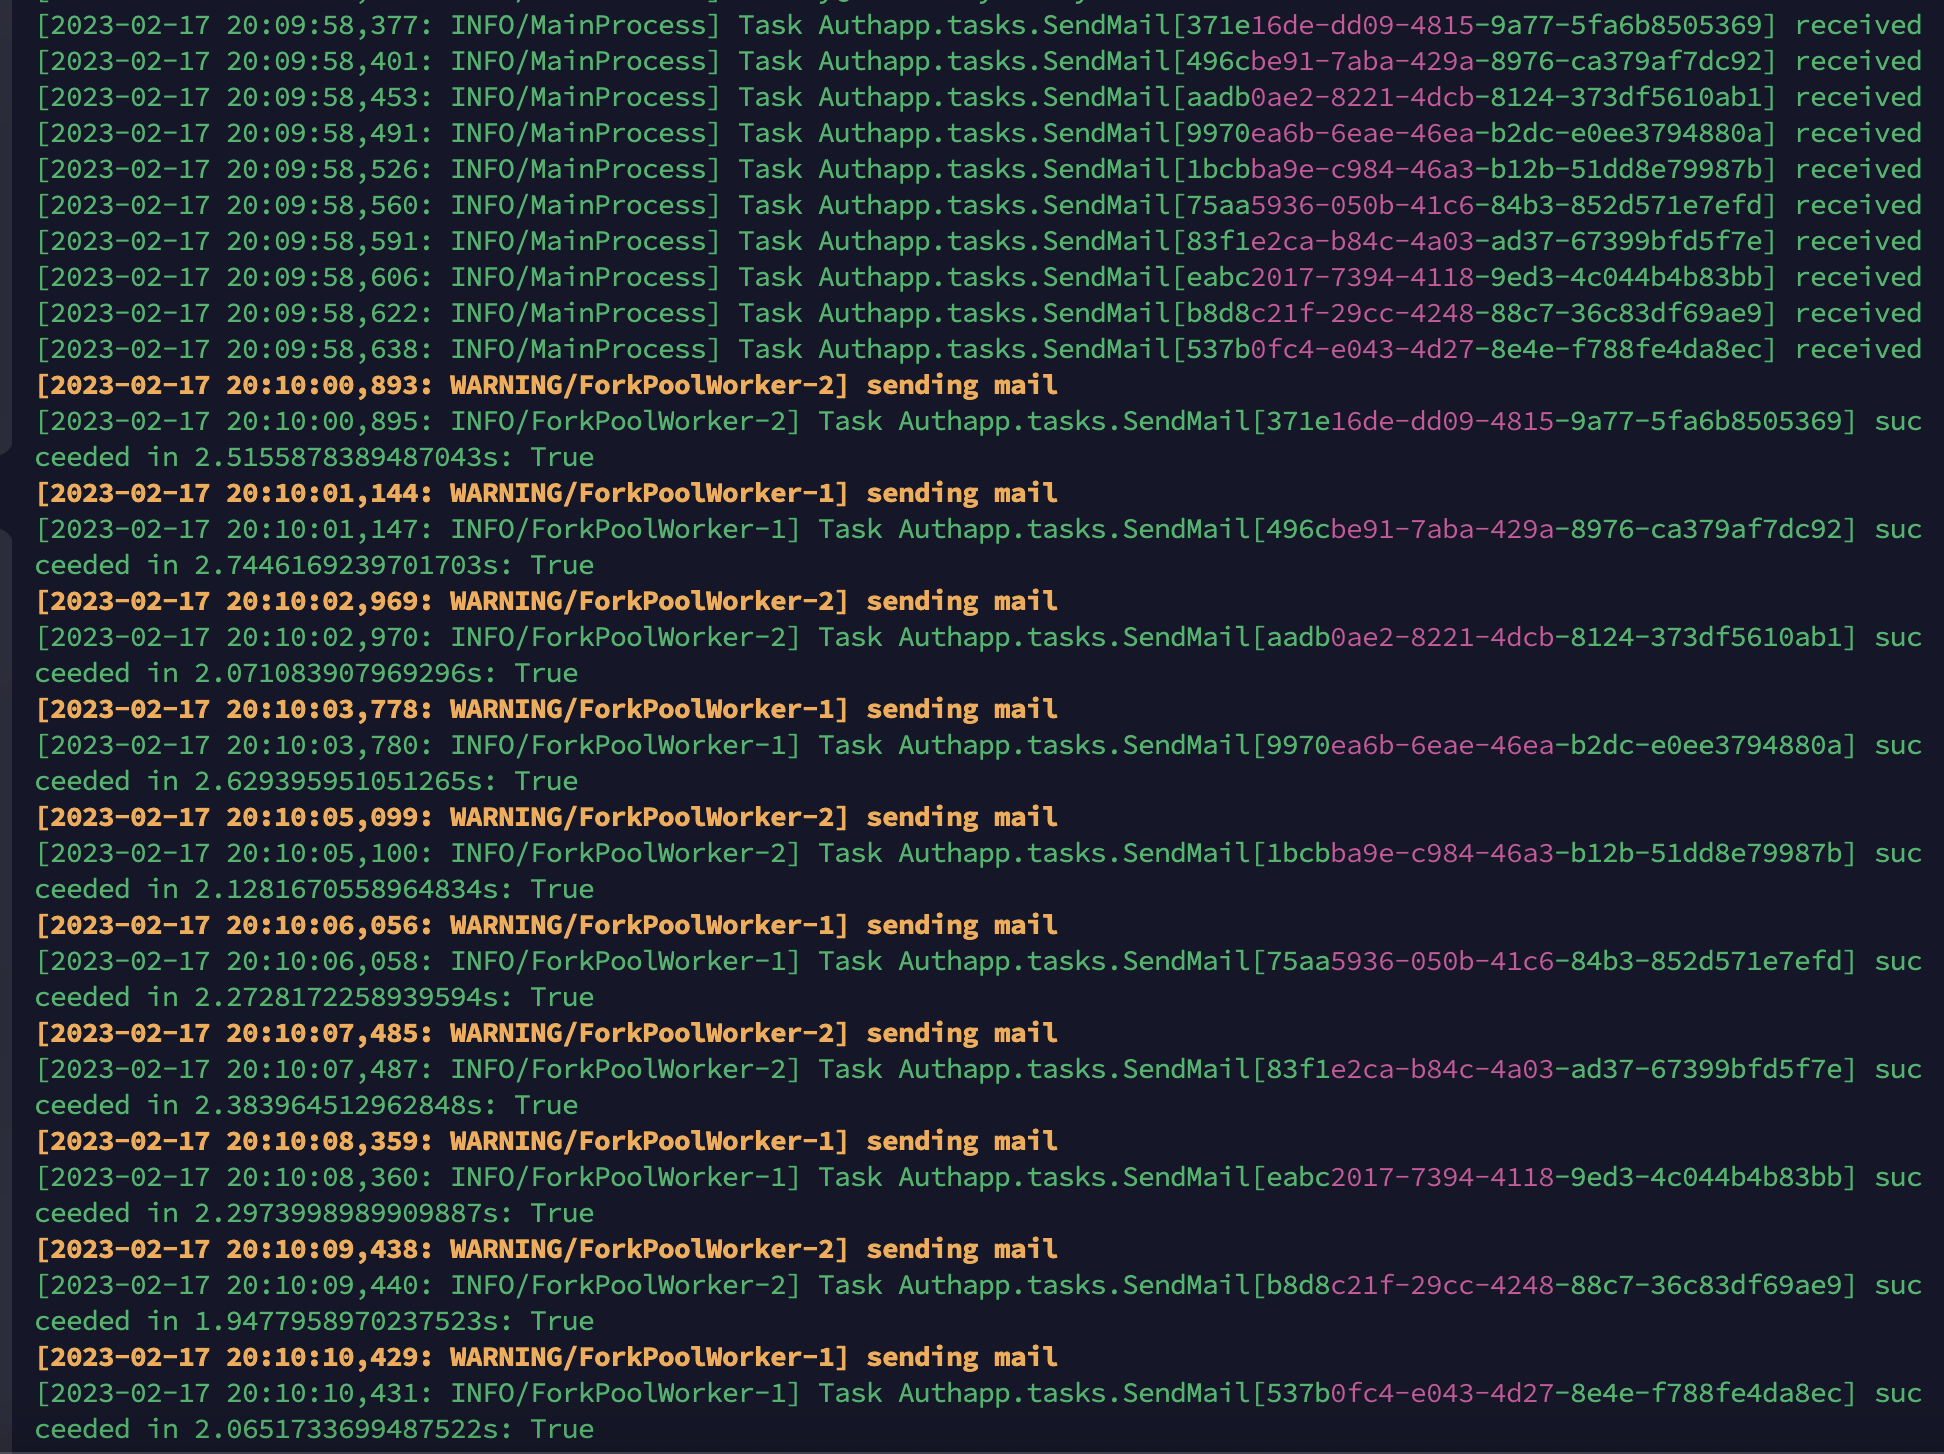 [2023-02-17 20:09:58,377: INFO/MainProcess] Task Authapp.tasks.SendMail[371e16de-dd09-4815-9a77-5fa6b8505369] received
[2023-02-17 20:09:58,401: INFO/MainProcess] Task Authapp.tasks.SendMail[496cbe91-7aba-429a-8976-ca379af7dc92] received
[2023-02-17 20:09:58,453: INFO/MainProcess] Task Authapp.tasks.SendMail[aadb0ae2-8221-4dcb-8124-373df5610ab1] received
[2023-02-17 20:09:58,491: INFO/MainProcess] Task Authapp.tasks.SendMail[9970ea6b-6eae-46ea-b2dc-e0ee3794880a] received
[2023-02-17 20:09:58,526: INFO/MainProcess] Task Authapp.tasks.SendMail[1bcbba9e-c984-46a3-b12b-51dd8e79987b] received
[2023-02-17 20:09:58,560: INFO/MainProcess] Task Authapp.tasks.SendMail[75aa5936-050b-41c6-84b3-852d571e7efd] received
[2023-02-17 20:09:58,591: INFO/MainProcess] Task Authapp.tasks.SendMail[83f1e2ca-b84c-4a03-ad37-67399bfd5f7e] received
[2023-02-17 20:09:58,606: INFO/MainProcess] Task Authapp.tasks.SendMail[eabc2017-7394-4118-9ed3-4c044b4b83bb] received
[2023-02-17 20:09:58,622: INFO/MainProcess] Task Authapp.tasks.SendMail[b8d8c21f-29cc-4248-88c7-36c83df69ae9] received
[2023-02-17 20:09:58,638: INFO/MainProcess] Task Authapp.tasks.SendMail[537b0fc4-e043-4d27-8e4e-f788fe4da8ec] received
[2023-02-17 20:10:00,893: WARNING/ForkPoolWorker-2] sending mail
[2023-02-17 20:10:00,895: INFO/ForkPoolWorker-2] Task Authapp.tasks.SendMail[371e16de-dd09-4815-9a77-5fa6b8505369] suc
ceeded in 2.5155878389487043s: True
[2023-02-17 20:10:01,144: WARNING/ForkPoolWorker-1] sending mail
[2023-02-17 20:10:01,147: INFO/ForkPoolWorker-1] Task Authapp.tasks.SendMail[496cbe91-7aba-429a-8976-ca379af7dc92] suc
ceeded in 2.7446169239701703s: True
[2023-02-17 20:10:02,969: WARNING/ForkPoolWorker-2] sending mail
[2023-02-17 20:10:02,970: INFO/ForkPoolWorker-2] Task Authapp.tasks.SendMail[aadb0ae2-8221-4dcb-8124-373df5610ab1] suc
ceeded in 2.071083907969296s: True
[2023-02-17 20:10:03,778: WARNING/ForkPoolWorker-1] sending mail
[2023-02-17 20:10:03,780: INFO/ForkPoolWorker-1] Task Authapp.tasks.SendMail[9970ea6b-6eae-46ea-b2dc-e0ee3794880a] suc
ceeded in 2.629395951051265s: True
[2023-02-17 20:10:05,099: WARNING/ForkPoolWorker-2] sending mail
[2023-02-17 20:10:05,100: INFO/ForkPoolWorker-2] Task Authapp.tasks.SendMail[1bcbba9e-c984-46a3-b12b-51dd8e79987b] suc
ceeded in 2.1281670558964834s: True
[2023-02-17 20:10:06,056: WARNING/ForkPoolWorker-1] sending mail
[2023-02-17 20:10:06,058: INFO/ForkPoolWorker-1] Task Authapp.tasks.SendMail[75aa5936-050b-41c6-84b3-852d571e7efd] suc
ceeded in 2.2728172258939594s: True
[2023-02-17 20:10:07,485: WARNING/ForkPoolWorker-2] sending mail
[2023-02-17 20:10:07,487: INFO/ForkPoolWorker-2] Task Authapp.tasks.SendMail[83f1e2ca-b84c-4a03-ad37-67399bfd5f7e] suc
ceeded in 2.383964512962848s: True
[2023-02-17 20:10:08,359: WARNING/ForkPoolWorker-1] sending mail
[2023-02-17 20:10:08,360: INFO/ForkPoolWorker-1] Task Authapp.tasks.SendMail[eabc2017-7394-4118-9ed3-4c044b4b83bb] suc
ceeded in 2.2973998989909887s: True
[2023-02-17 20:10:09,438: WARNING/ForkPoolWorker-2] sending mail
[2023-02-17 20:10:09,440: INFO/ForkPoolWorker-2] Task Authapp.tasks.SendMail[b8d8c21f-29cc-4248-88c7-36c83df69ae9] suc
ceeded in 1.9477958970237523s: True
[2023-02-17 20:10:10,429: WARNING/ForkPoolWorker-1] sending mail
[2023-02-17 20:10:10,431: INFO/ForkPoolWorker-1] Task Authapp.tasks.SendMail[537b0fc4-e043-4d27-8e4e-f788fe4da8ec] suc
ceeded in 2.0651733699487522s: True